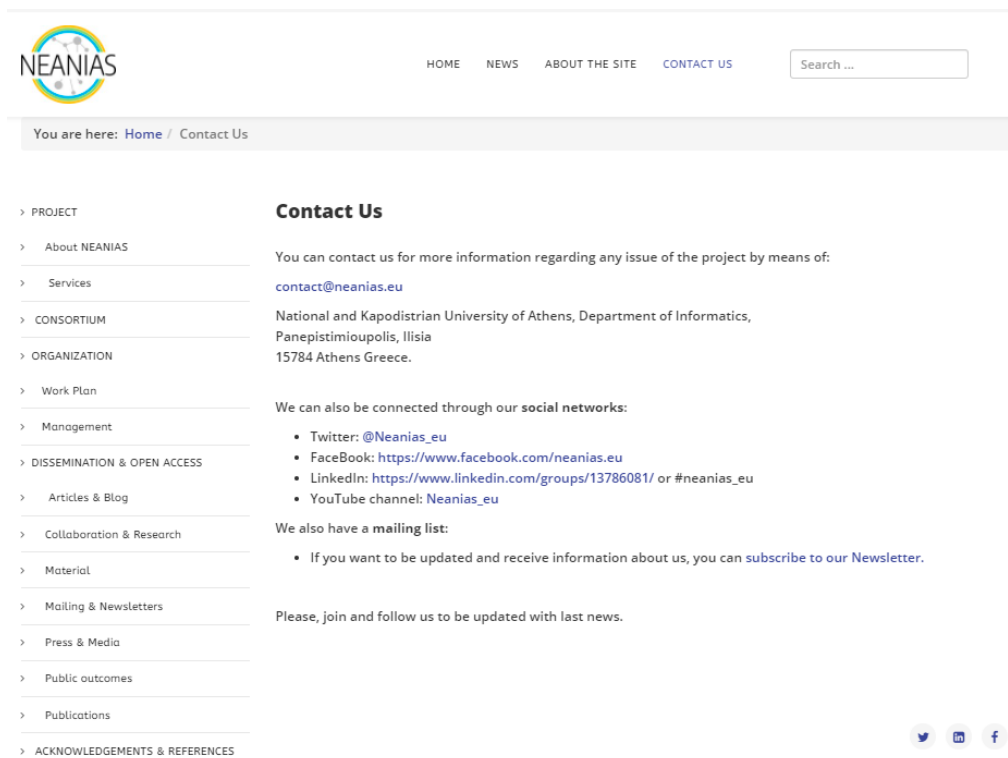 NEANIAS
HOME NEWS ABOUT THE SITE CONTACT US Search ...
You are here: Home / Contact Us
PROJECT
About NEANIAS
Services
CONSORTIUM
ORGANIZATION
Work Plan
Management
DISSEMINATION & OPEN ACCESS
Articles & Blog
Collaboration & Research
Material
Mailing & Newsletters
Press & Media
Public outcomes
Publications
ACKNOWLEDGEMENTS & REFERENCES
Contact Us
You can contact us for more information regarding any issue of the project by means of:
contact@neanias.eu
National and Kapodistrian University of Athens, Department of Informatics,
Panepistimioupolis, Ilisia
15784 Athens Greece.
We can also be connected through our social networks:
• Twitter: @Neanias_eu
• FaceBook: https://www.facebook.com/neanias.eu
• LinkedIn: https://www.linkedin.com/groups/13786081/ or #neanias_eu
• YouTube channel: Neanias_eu
We also have a mailing list:
• If you want to be updated and receive information about us, you can subscribe to our Newsletter.
Please, join and follow us to be updated with last news.